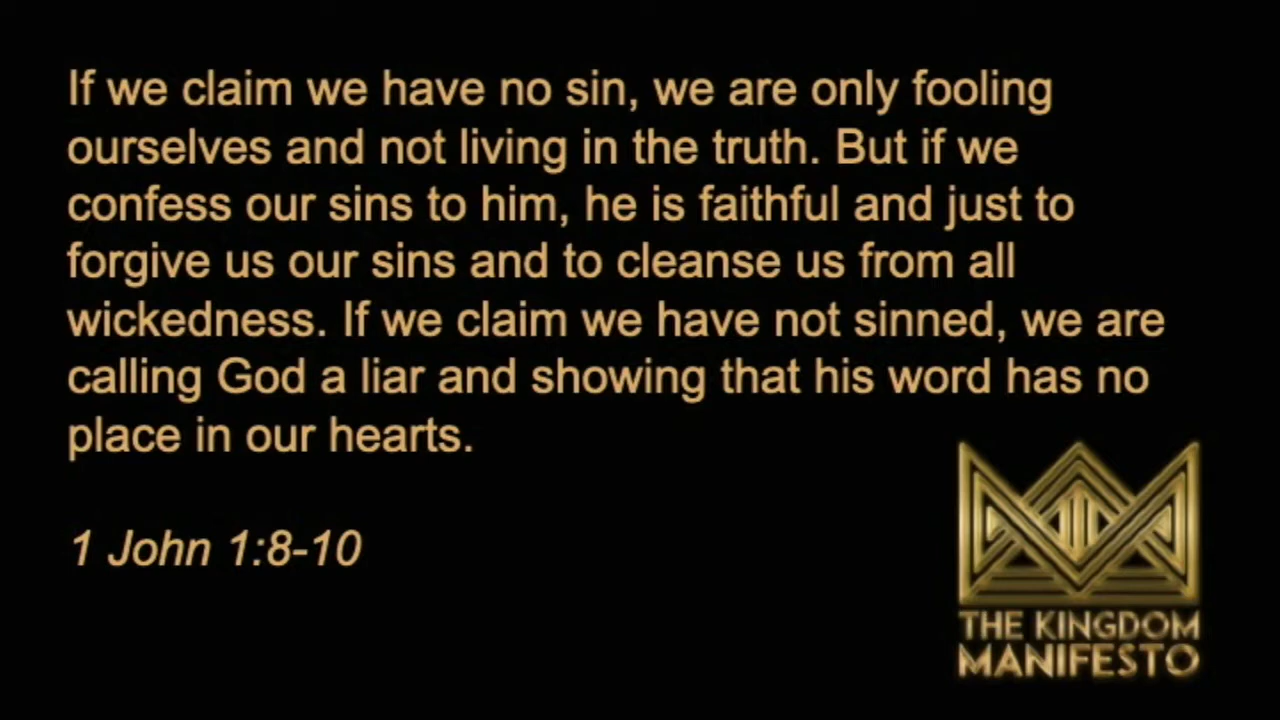 If we claim we have no sin, we are only fooling
ourselves and not living in the truth. But if we
confess our sins to him, he is faithful and just to
forgive us our sins and to cleanse us from all
wickedness. If we claim we have not sinned, we are
calling God a liar and showing that his word has no
place in our hearts.
1 John 1:8-10
THE KINGDOM
MANIFESTO